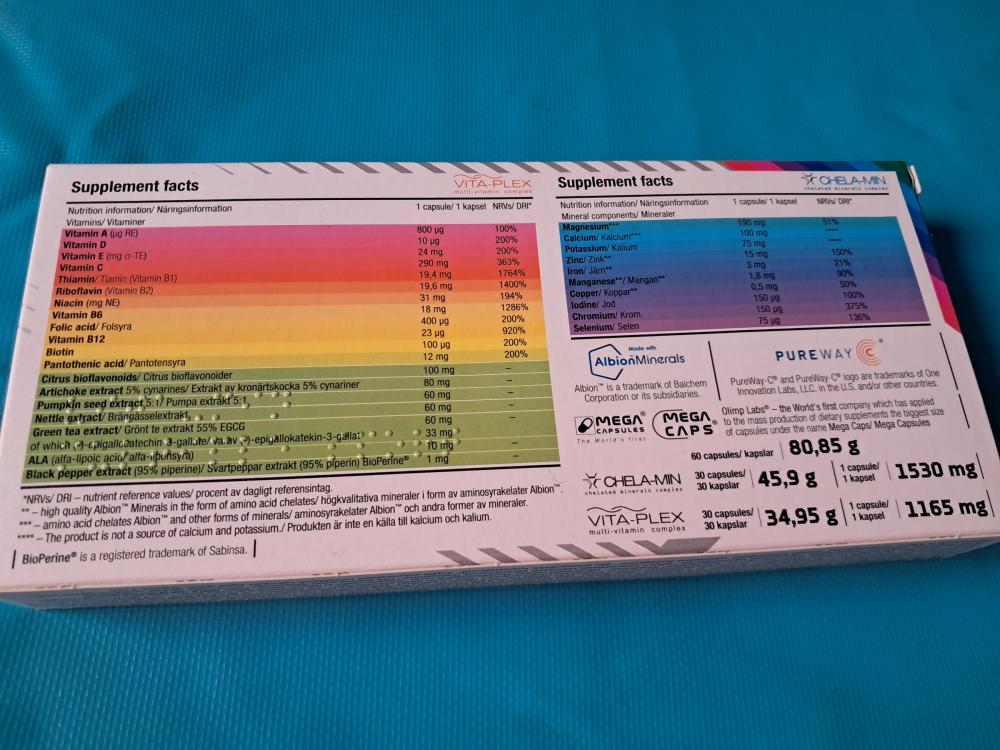 Supplement facts
VITA-PLEX
multi-vitamin complex
Nutrition information/ Näringsinformation 1 capsule/ 1 kapsel NRVs/ DRI*
Vitamins/ Vitaminer
Vitamin A (µg RE) 800 µg 100%
Vitamin D 10 µg 200%
Vitamin E (mg α-TE) 24 mg 200%
Vitamin C 290 mg 363%
Thiamin/ Tiamin (Vitamin B1) 19,4 mg 1764%
Riboflavin (Vitamin B2) 19,6 mg 1400%
Niacin (mg NE) 31 mg 194%
Vitamin B6 18 mg 1286%
Folic acid/ Folsyra 400 µg 200%
Vitamin B12 23 µg 920%
Biotin 100 µg 200%
Pantothenic acid/ Pantotensyra 12 mg 200%
Citrus bioflavonoids/ Citrus bioflavonoider 100 mg –
Artichoke extract 5% cynarines/ Extrakt av kronärtskocka 5% cynariner 80 mg –
Pumpkin seed extract 5:1/ Pumpa extrakt 5:1 60 mg –
Nettle extract/ Brännässelextrakt 60 mg –
Green tea extract/ Grönt te extrakt 55% EGCG 60 mg –
of which (-)-epigallocatechin-3-gallate/ va.av (-)-epigallokatekin-3-gallat 33 mg
ALA (alfa-lipoic acid/ alfa-liponsyra) 10 mg –
Black pepper extract (95% piperine)/ Svartpeppar extrakt (95% piperin) BioPerine® 1 mg –
*NRVs/ DRI – nutrient reference values/ procent av dagligt referensintag.
** – high quality Albion™ Minerals in the form of amino acid chelates/ högkvalitativa mineraler i form av aminosyrakelater Albion™.
*** – amino acid chelates Albion™ and other forms of minerals/ aminosyrakelater Albion™ och andra former av mineraler.
**** – The product is not a source of calcium and potassium./ Produkten är inte en källa till kalcium och kalium.
BioPerine® is a registered trademark of Sabinsa.
Supplement facts
CHELA-MIN
chelated minerals complex
Nutrition information/ Näringsinformation 1 capsule/ 1 kapsel NRVs/ DRI*
Mineral components/ Mineraler
Magnesium*** 190 mg 51%
Calcium/ Kalcium*** 100 mg ****
Potassium/ Kalium 75 mg ****
Zinc/ Zink** 15 mg 150%
Iron/ Järn** 3 mg 21%
Manganese**/ Mangan** 1,8 mg 90%
Copper/ Koppar** 0,5 mg 50%
Iodine/ Jod 150 µg 100%
Chromium/ Krom 150 µg 375%
Selenium/ Selen 75 µg 136%
Made with
AlbionMinerals
Albion™ is a trademark of Balchem
Corporation or its subsidiaries.
PUREWAY C®
PureWay-C® and PureWay-C® logo are trademarks of One
Innovation Labs, LLC. in the U.S. and/or other countries.
MEGA®
CAPSULES
The World's first
MEGA
CAPS
Olimp Labs® – the World's first company which has applied
to the mass production of dietary supplements the biggest size
of capsules under the name Mega Caps/ Mega Capsules
60 capsules/ kapslar 80,85 g
CHELA-MIN
chelated minerals complex
30 capsules/
30 kapslar
45,9 g
1 capsule/
1 kapsel
1530 mg
VITA-PLEX
multi-vitamin complex
30 capsules/
30 kapslar
34,95 g
1 capsule/
1 kapsel
1165 mg